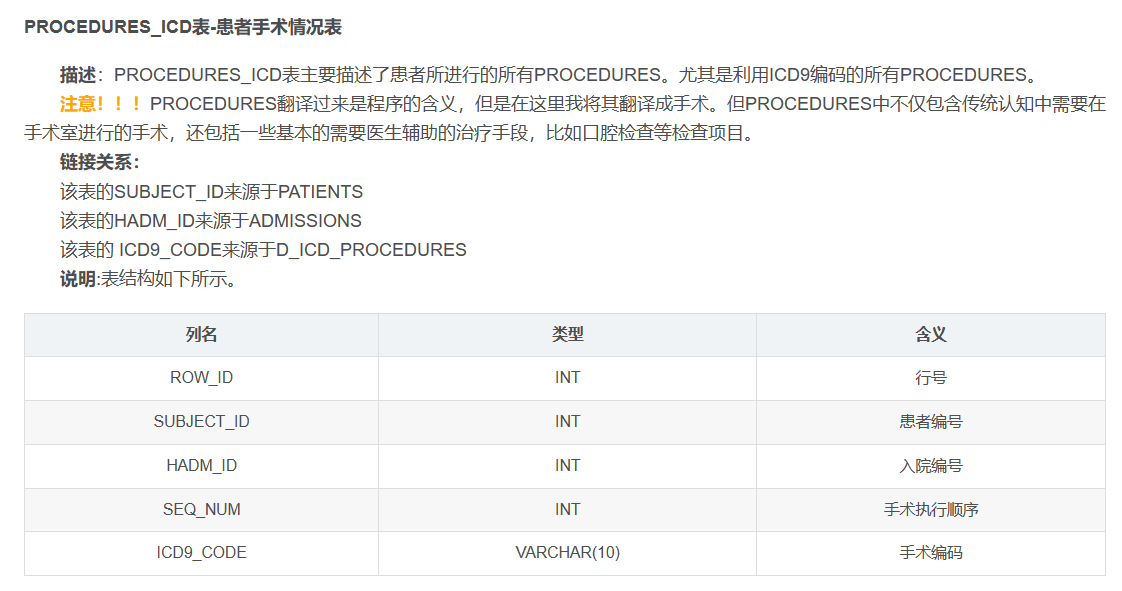 PROCEDURES_ICD表-患者手术情况表
描述：PROCEDURES_ICD表主要描述了患者所进行的所有PROCEDURES。尤其是利用ICD9编码的所有PROCEDURES。
注意！！！PROCEDURES翻译过来是程序的含义，但是在这里我将其翻译成手术。但PROCEDURES中不仅包含传统认知中需要在
手术室进行的手术，还包括一些基本的需要医生辅助的治疗手段，比如口腔检查等检查项目。
链接关系：
该表的SUBJECT_ID来源于PATIENTS
该表的HADM_ID来源于ADMISSIONS
该表的 ICD9_CODE来源于D_ICD_PROCEDURES
说明:表结构如下所示。
列名 类型 含义
ROW_ID INT 行号
SUBJECT_ID INT 患者编号
HADM_ID INT 入院编号
SEQ_NUM INT 手术执行顺序
ICD9_CODE VARCHAR(10) 手术编码